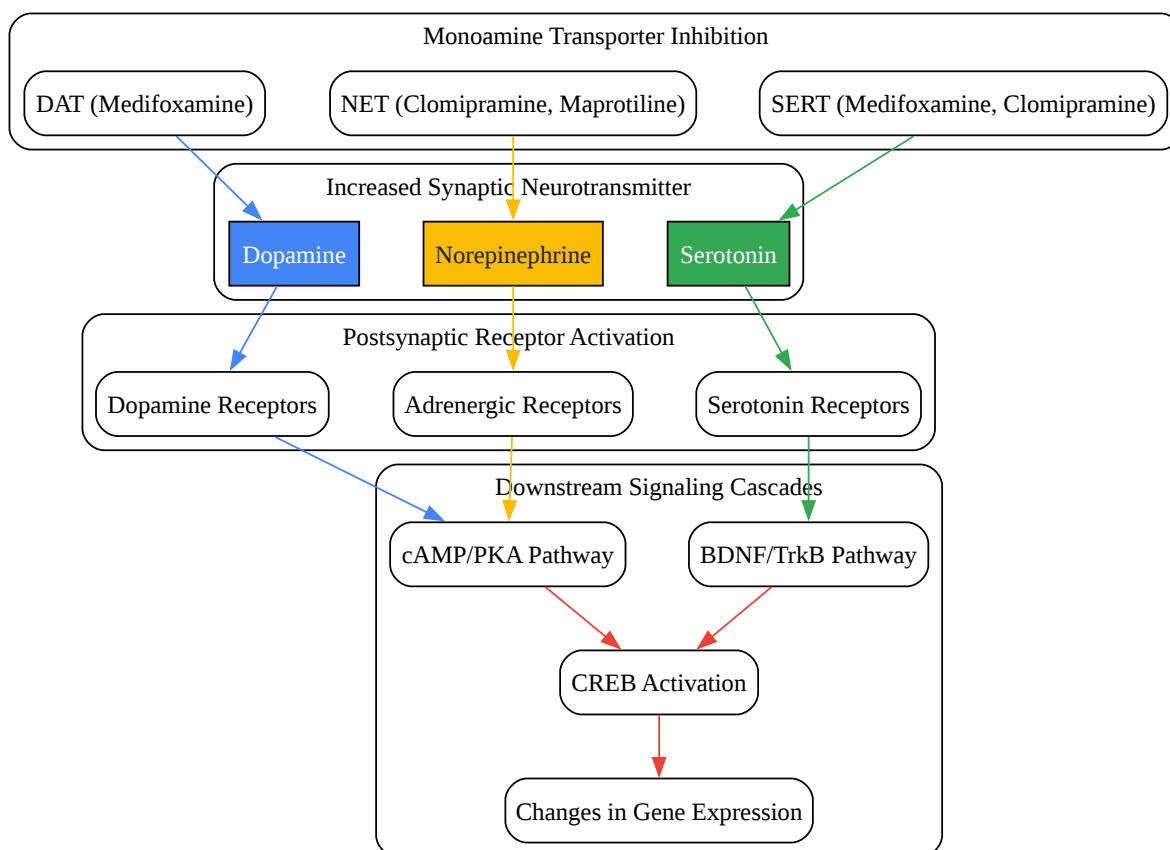 Monoamine Transporter Inhibition
DAT (Medifoxamine)
NET (Clomipramine, Maprotiline)
SERT (Medifoxamine, Clomipramine)
Increased Synaptic Neurotransmitter
Dopamine
Norepinephrine
Serotonin
Postsynaptic Receptor Activation
Dopamine Receptors
Adrenergic Receptors
Serotonin Receptors
Downstream Signaling Cascades
cAMP/PKA Pathway
BDNF/TrkB Pathway
CREB Activation
Changes in Gene Expression